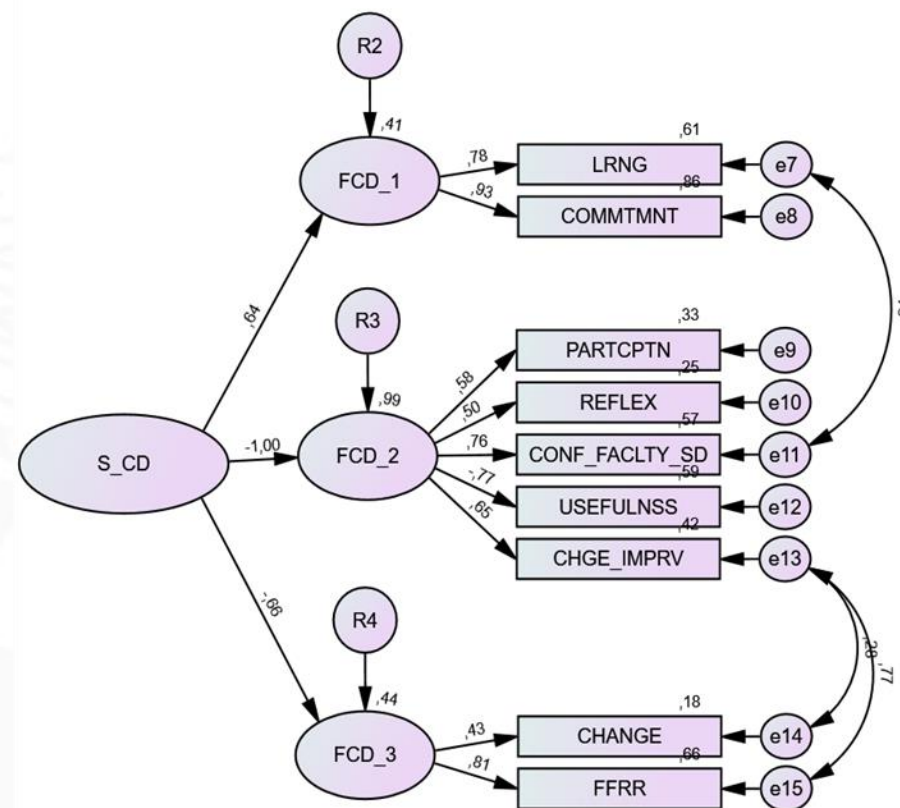 R2
,41
FCD_1
,64
,78
,93
,61
LRNG
e7
,86
COMMTMNT
e8
R3
,99
S_CD
-1,00
FCD_2
,58
,50
,76
-,77
,65
,33
PARTCPTN
e9
,25
REFLEX
e10
,57
CONF_FACLTY_SD
e11
,59
USEFULNSS
e12
,42
CHGE_IMPRV
e13
-,66
R4
,44
FCD_3
,43
,81
,18
CHANGE
e14
,66
FFRR
e15
,77